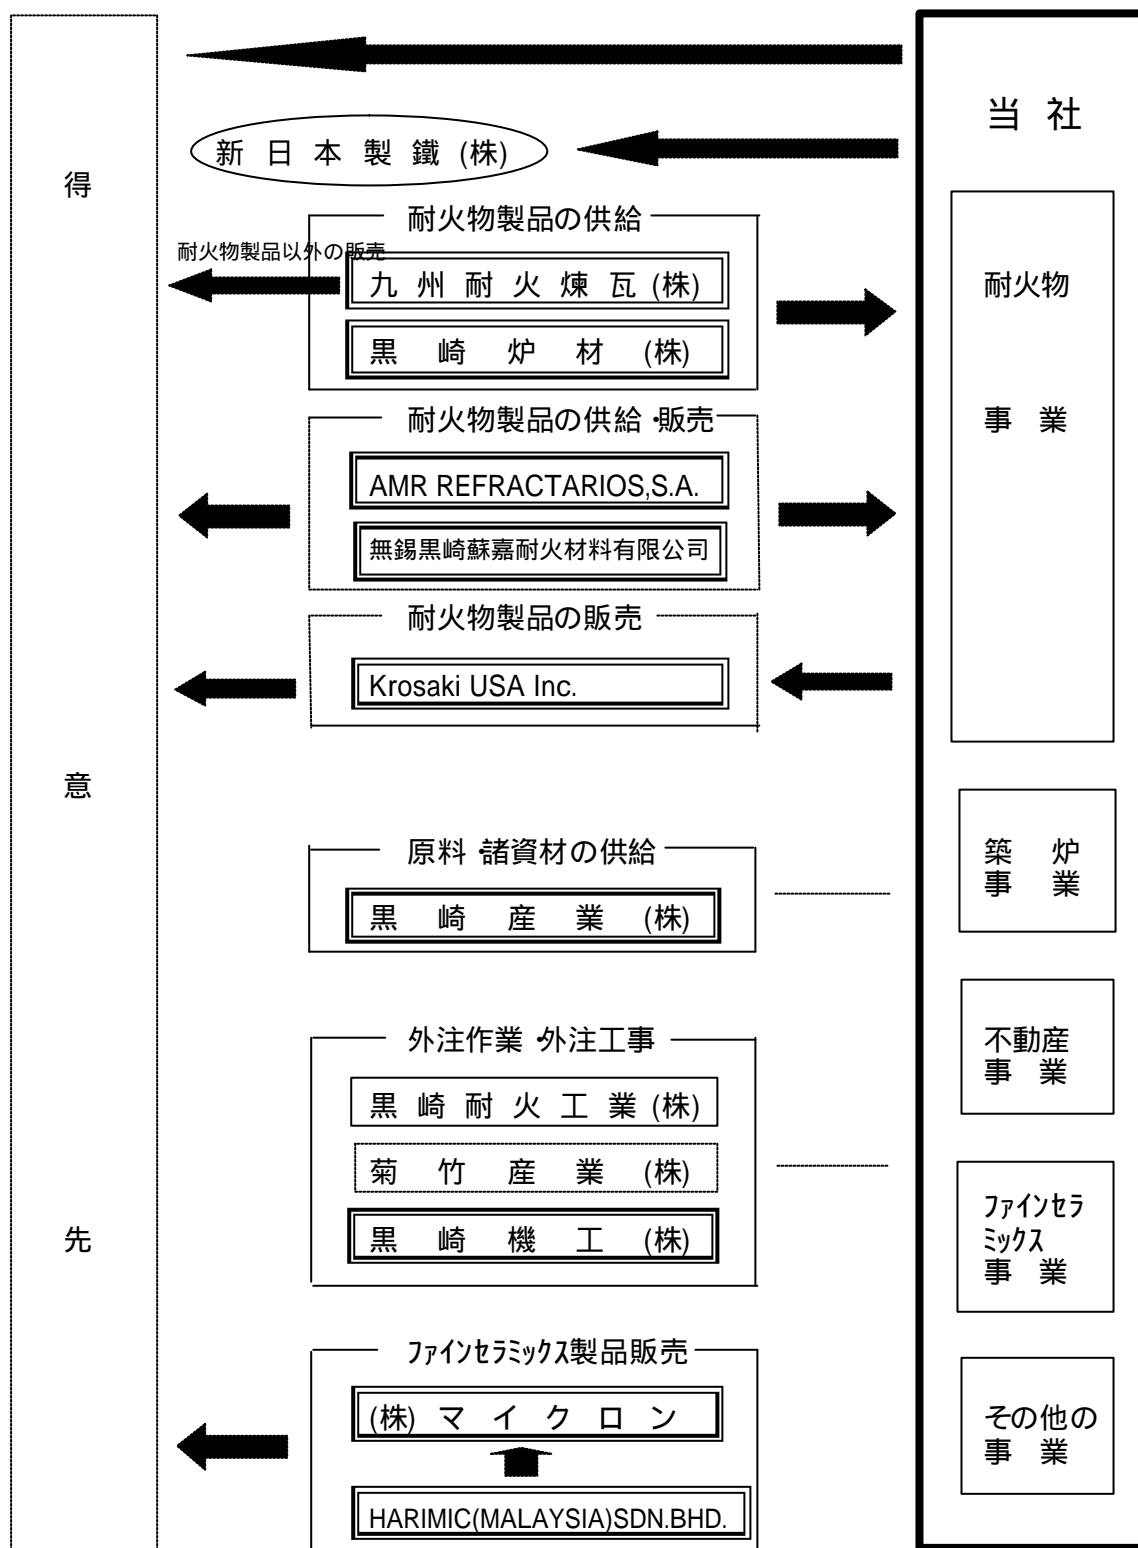 得
意
先
新日本製鐵(株)
耐火物製品の供給
耐火物製品以外の販売
九州耐火煉瓦(株)
黒崎炉材(株)
耐火物製品の供給・販売
AMR REFRACTARIOS,S.A.
無錫黒崎蘇嘉耐火材料有限公司
耐火物製品の販売
Krosaki USA Inc.
原料・諸資材の供給
黒崎産業(株)
外注作業・外注工事
黒崎耐火工業(株)
菊竹産業(株)
黒崎機工(株)
ファインセラミックス製品販売
(株)マイクロン
HARIMIC(MALAYSIA)SDN.BHD.
当社
耐火物
事業
築炉
事業
不動産
事業
ファインセラ
ミックス
事業
その他の
事業